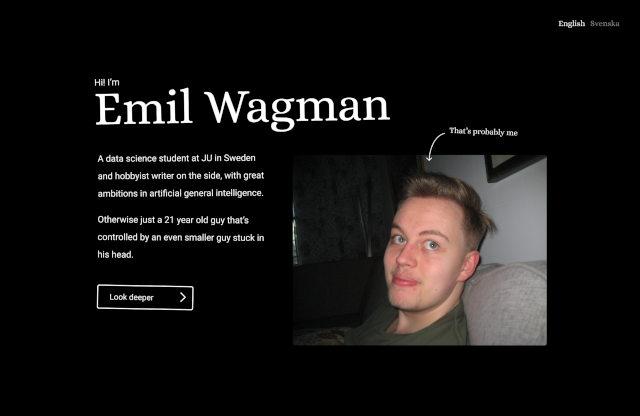 English Svenska
Hi! I'm
Emil Wagman
That's probably me
A data science student at JU in Sweden
and hobbyist writer on the side, with great
ambitions in artificial general intelligence.
Otherwise just a 21 year old guy that's
controlled by an even smaller guy stuck in
his head.
Look deeper